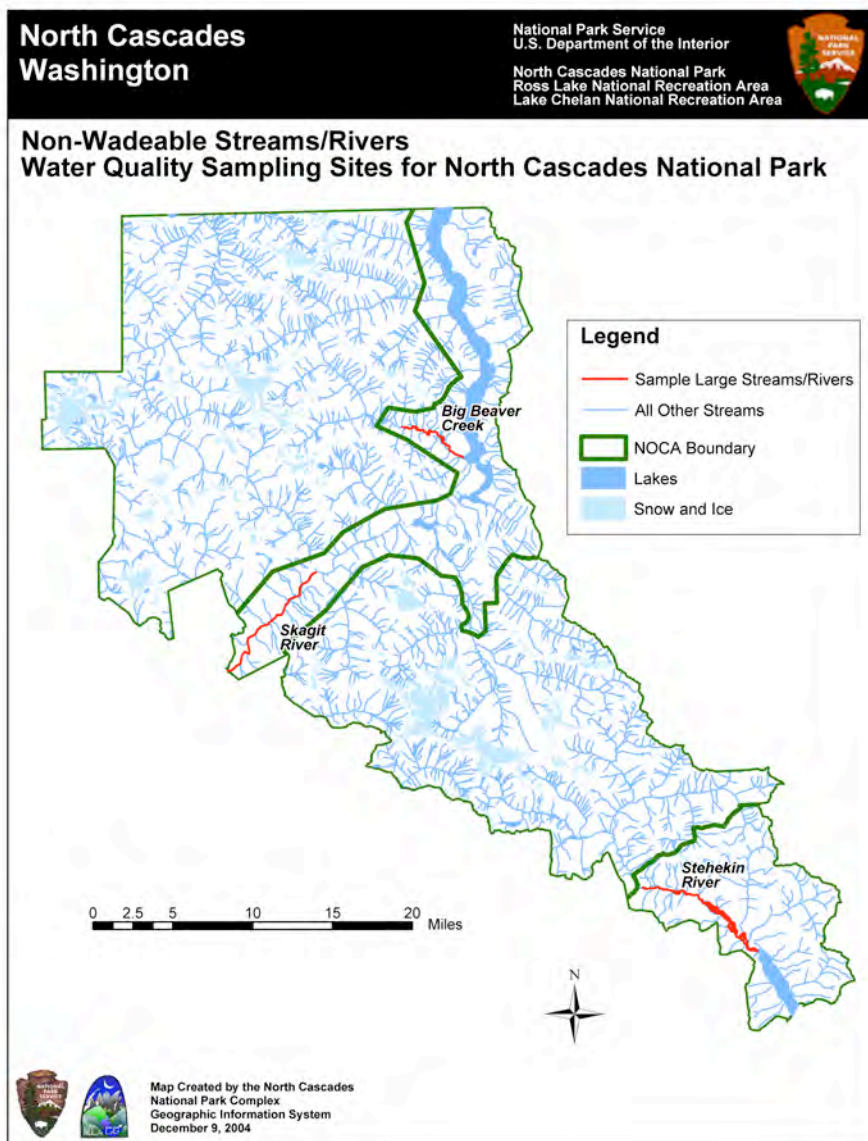 North Cascades
Washington
National Park Service
U.S. Department of the Interior
North Cascades National Park
Ross Lake National Recreation Area
Lake Chelan National Recreation Area
NATIONAL
PARK
SERVICE
Non-Wadeable Streams/Rivers
Water Quality Sampling Sites for North Cascades National Park
Legend
Sample Large Streams/Rivers
All Other Streams
NOCA Boundary
Lakes
Snow and Ice
Big Beaver
Creek
Skagit
River
Stehekin
River
0 2.5 5 10 15 20
Miles
N
Map Created by the North Cascades
National Park Complex
Geographic Information System
December 9, 2004